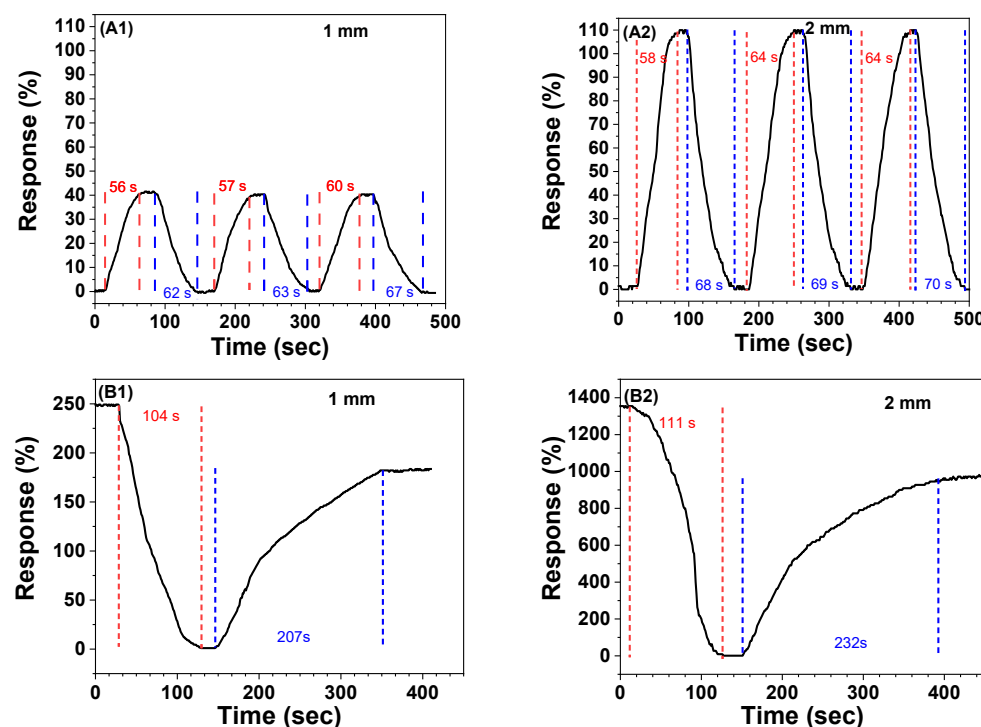 (A1)
1 mm
110
100
90
80
70
60
50
40
30
20
10
0
56 s
57 s
60 s
62 s
63 s
67 s
0 100 200 300 400 500
Time (sec)
Response (%)
(A2)
2 mm
110
100
90
80
70
60
50
40
30
20
10
0
58 s
64 s
64 s
68 s
69 s
70 s
0 100 200 300 400 500
Time (sec)
Response (%)
(B1)
1 mm
250
200
150
100
50
0
104 s
207s
0 100 200 300 400
Time (sec)
Response (%)
(B2)
2 mm
1400
1200
1000
800
600
400
200
0
111 s
232s
0 100 200 300 400
Time (sec)
Response (%)